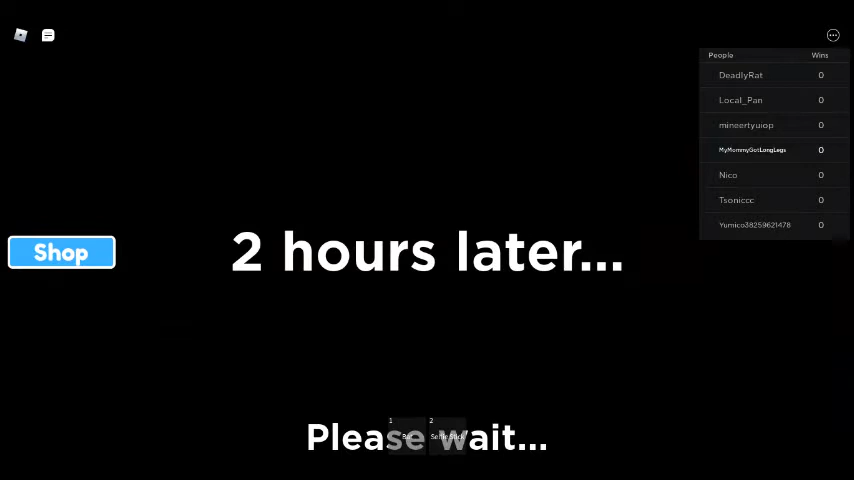 People Wins
DeadlyRat 0
Local_Pan 0
mineertyuiop 0
MyMommyGotLongLegs 0
Nico 0
Tsoniccc 0
Yumico38259621478 0
Shop
2 hours later...
1 2
Please wait...